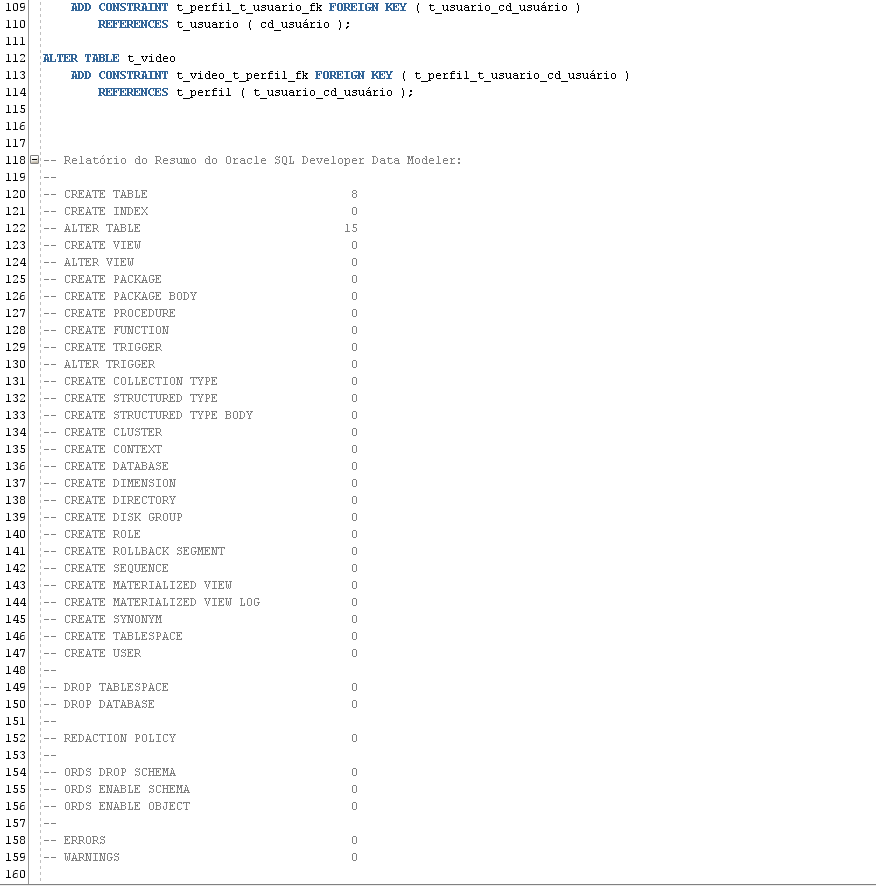 109 ADD CONSTRAINT t_perfil_t_usuario_fk FOREIGN KEY ( t_usuario_cd_usuário )
110 REFERENCES t_usuario ( cd_usuário );
111
112 ALTER TABLE t_video
113 ADD CONSTRAINT t_video_t_perfil_fk FOREIGN KEY ( t_perfil_t_usuario_cd_usuário )
114 REFERENCES t_perfil ( t_usuario_cd_usuário );
115
116
117
118 -- Relatório do Resumo do Oracle SQL Developer Data Modeler:
119 --
120 -- CREATE TABLE 8
121 -- CREATE INDEX 0
122 -- ALTER TABLE 15
123 -- CREATE VIEW 0
124 -- ALTER VIEW 0
125 -- CREATE PACKAGE 0
126 -- CREATE PACKAGE BODY 0
127 -- CREATE PROCEDURE 0
128 -- CREATE FUNCTION 0
129 -- CREATE TRIGGER 0
130 -- ALTER TRIGGER 0
131 -- CREATE COLLECTION TYPE 0
132 -- CREATE STRUCTURED TYPE 0
133 -- CREATE STRUCTURED TYPE BODY 0
134 -- CREATE CLUSTER 0
135 -- CREATE CONTEXT 0
136 -- CREATE DATABASE 0
137 -- CREATE DIMENSION 0
138 -- CREATE DIRECTORY 0
139 -- CREATE DISK GROUP 0
140 -- CREATE ROLE 0
141 -- CREATE ROLLBACK SEGMENT 0
142 -- CREATE SEQUENCE 0
143 -- CREATE MATERIALIZED VIEW 0
144 -- CREATE MATERIALIZED VIEW LOG 0
145 -- CREATE SYNONYM 0
146 -- CREATE TABLESPACE 0
147 -- CREATE USER 0
148 --
149 -- DROP TABLESPACE 0
150 -- DROP DATABASE 0
151 --
152 -- REDACTION POLICY 0
153 --
154 -- ORDS DROP SCHEMA 0
155 -- ORDS ENABLE SCHEMA 0
156 -- ORDS ENABLE OBJECT 0
157 --
158 -- ERRORS 0
159 -- WARNINGS 0
160